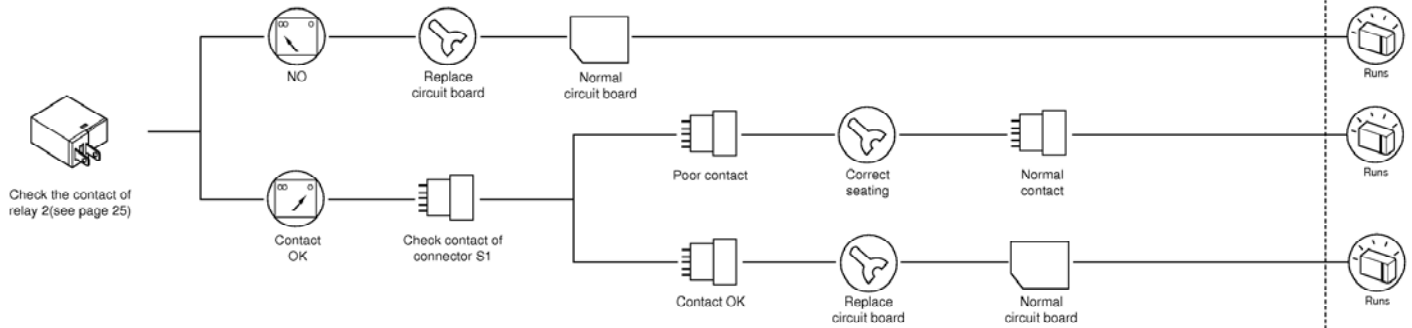 NO
Replace
circuit board
Normal
circuit board
Runs
Check the contact of
relay 2(see page 25)
Contact
OK
Check contact of
connector S1
Poor contact
Correct
seating
Normal
contact
Runs
Contact OK
Replace
circuit board
Normal
circuit board
Runs